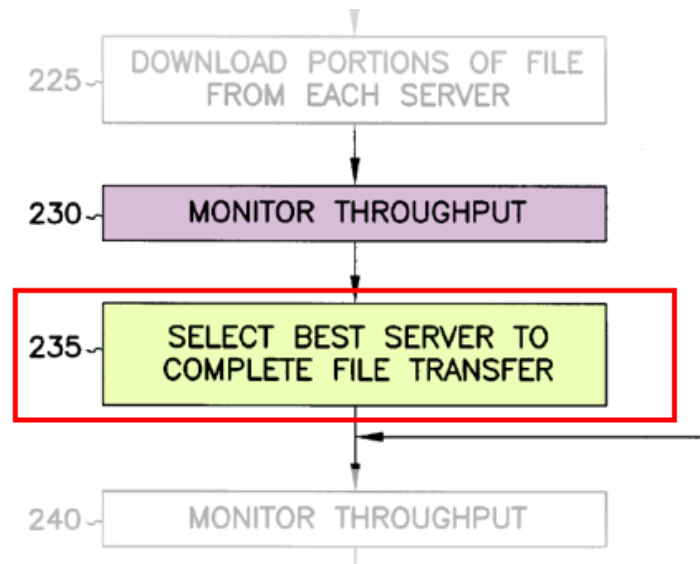 225
DOWNLOAD PORTIONS OF FILE
FROM EACH SERVER
230
MONITOR THROUGHPUT
235
SELECT BEST SERVER TO
COMPLETE FILE TRANSFER
240
MONITOR THROUGHPUT